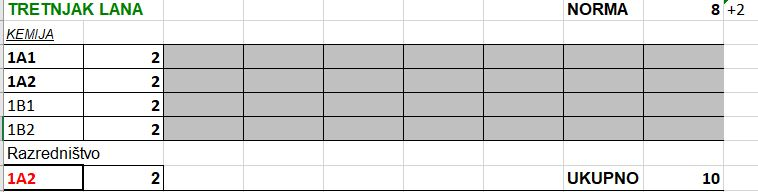 TRETNJAK LANA NORMA 8 +2
KEMIJA
1A1 2
1A2 2
1B1 2
1B2 2
Razredništvo
1A2 2 UKUPNO 10